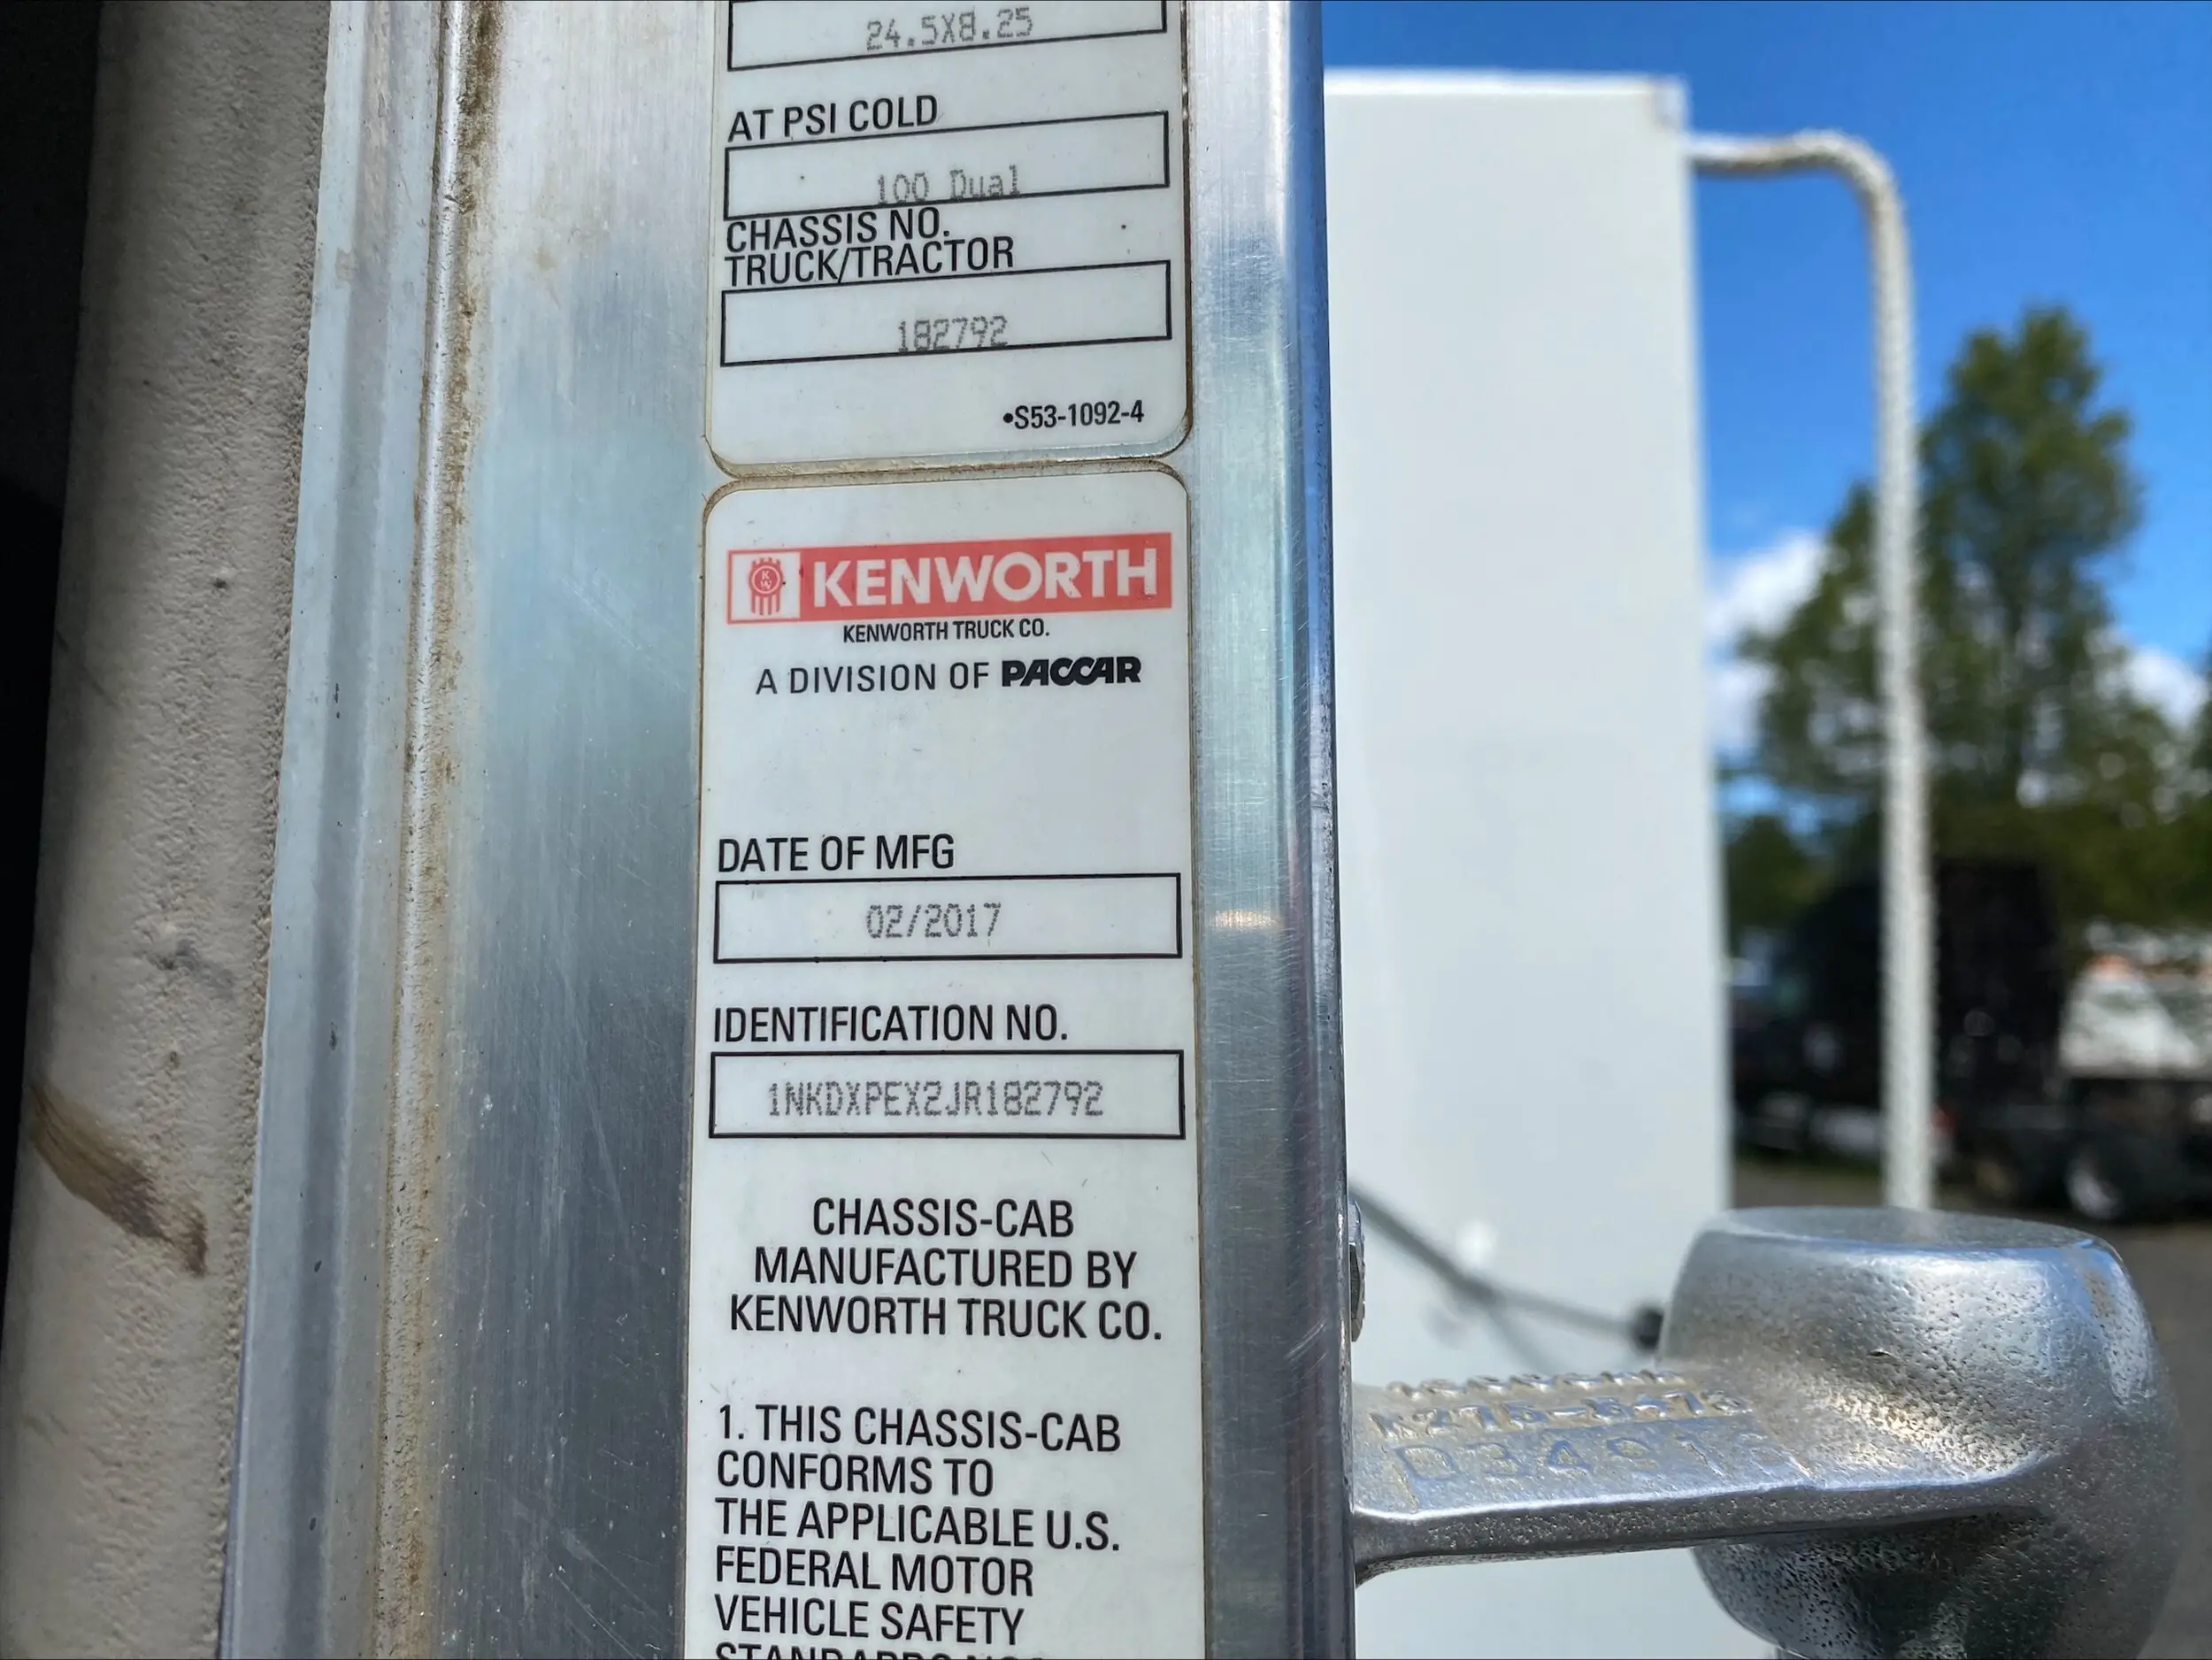 24.5X8.25
AT PSI COLD
100 Dual
CHASSIS NO.
TRUCK/TRACTOR
182792
•S53-1092-4
KW
KENWORTH
KENWORTH TRUCK CO.
A DIVISION OF PACCAR
DATE OF MFG
02/2017
IDENTIFICATION NO.
1NKDXPEX2JR182792
CHASSIS-CAB
MANUFACTURED BY
KENWORTH TRUCK CO.
1. THIS CHASSIS-CAB
CONFORMS TO
THE APPLICABLE U.S.
FEDERAL MOTOR
VEHICLE SAFETY
STANDARDS